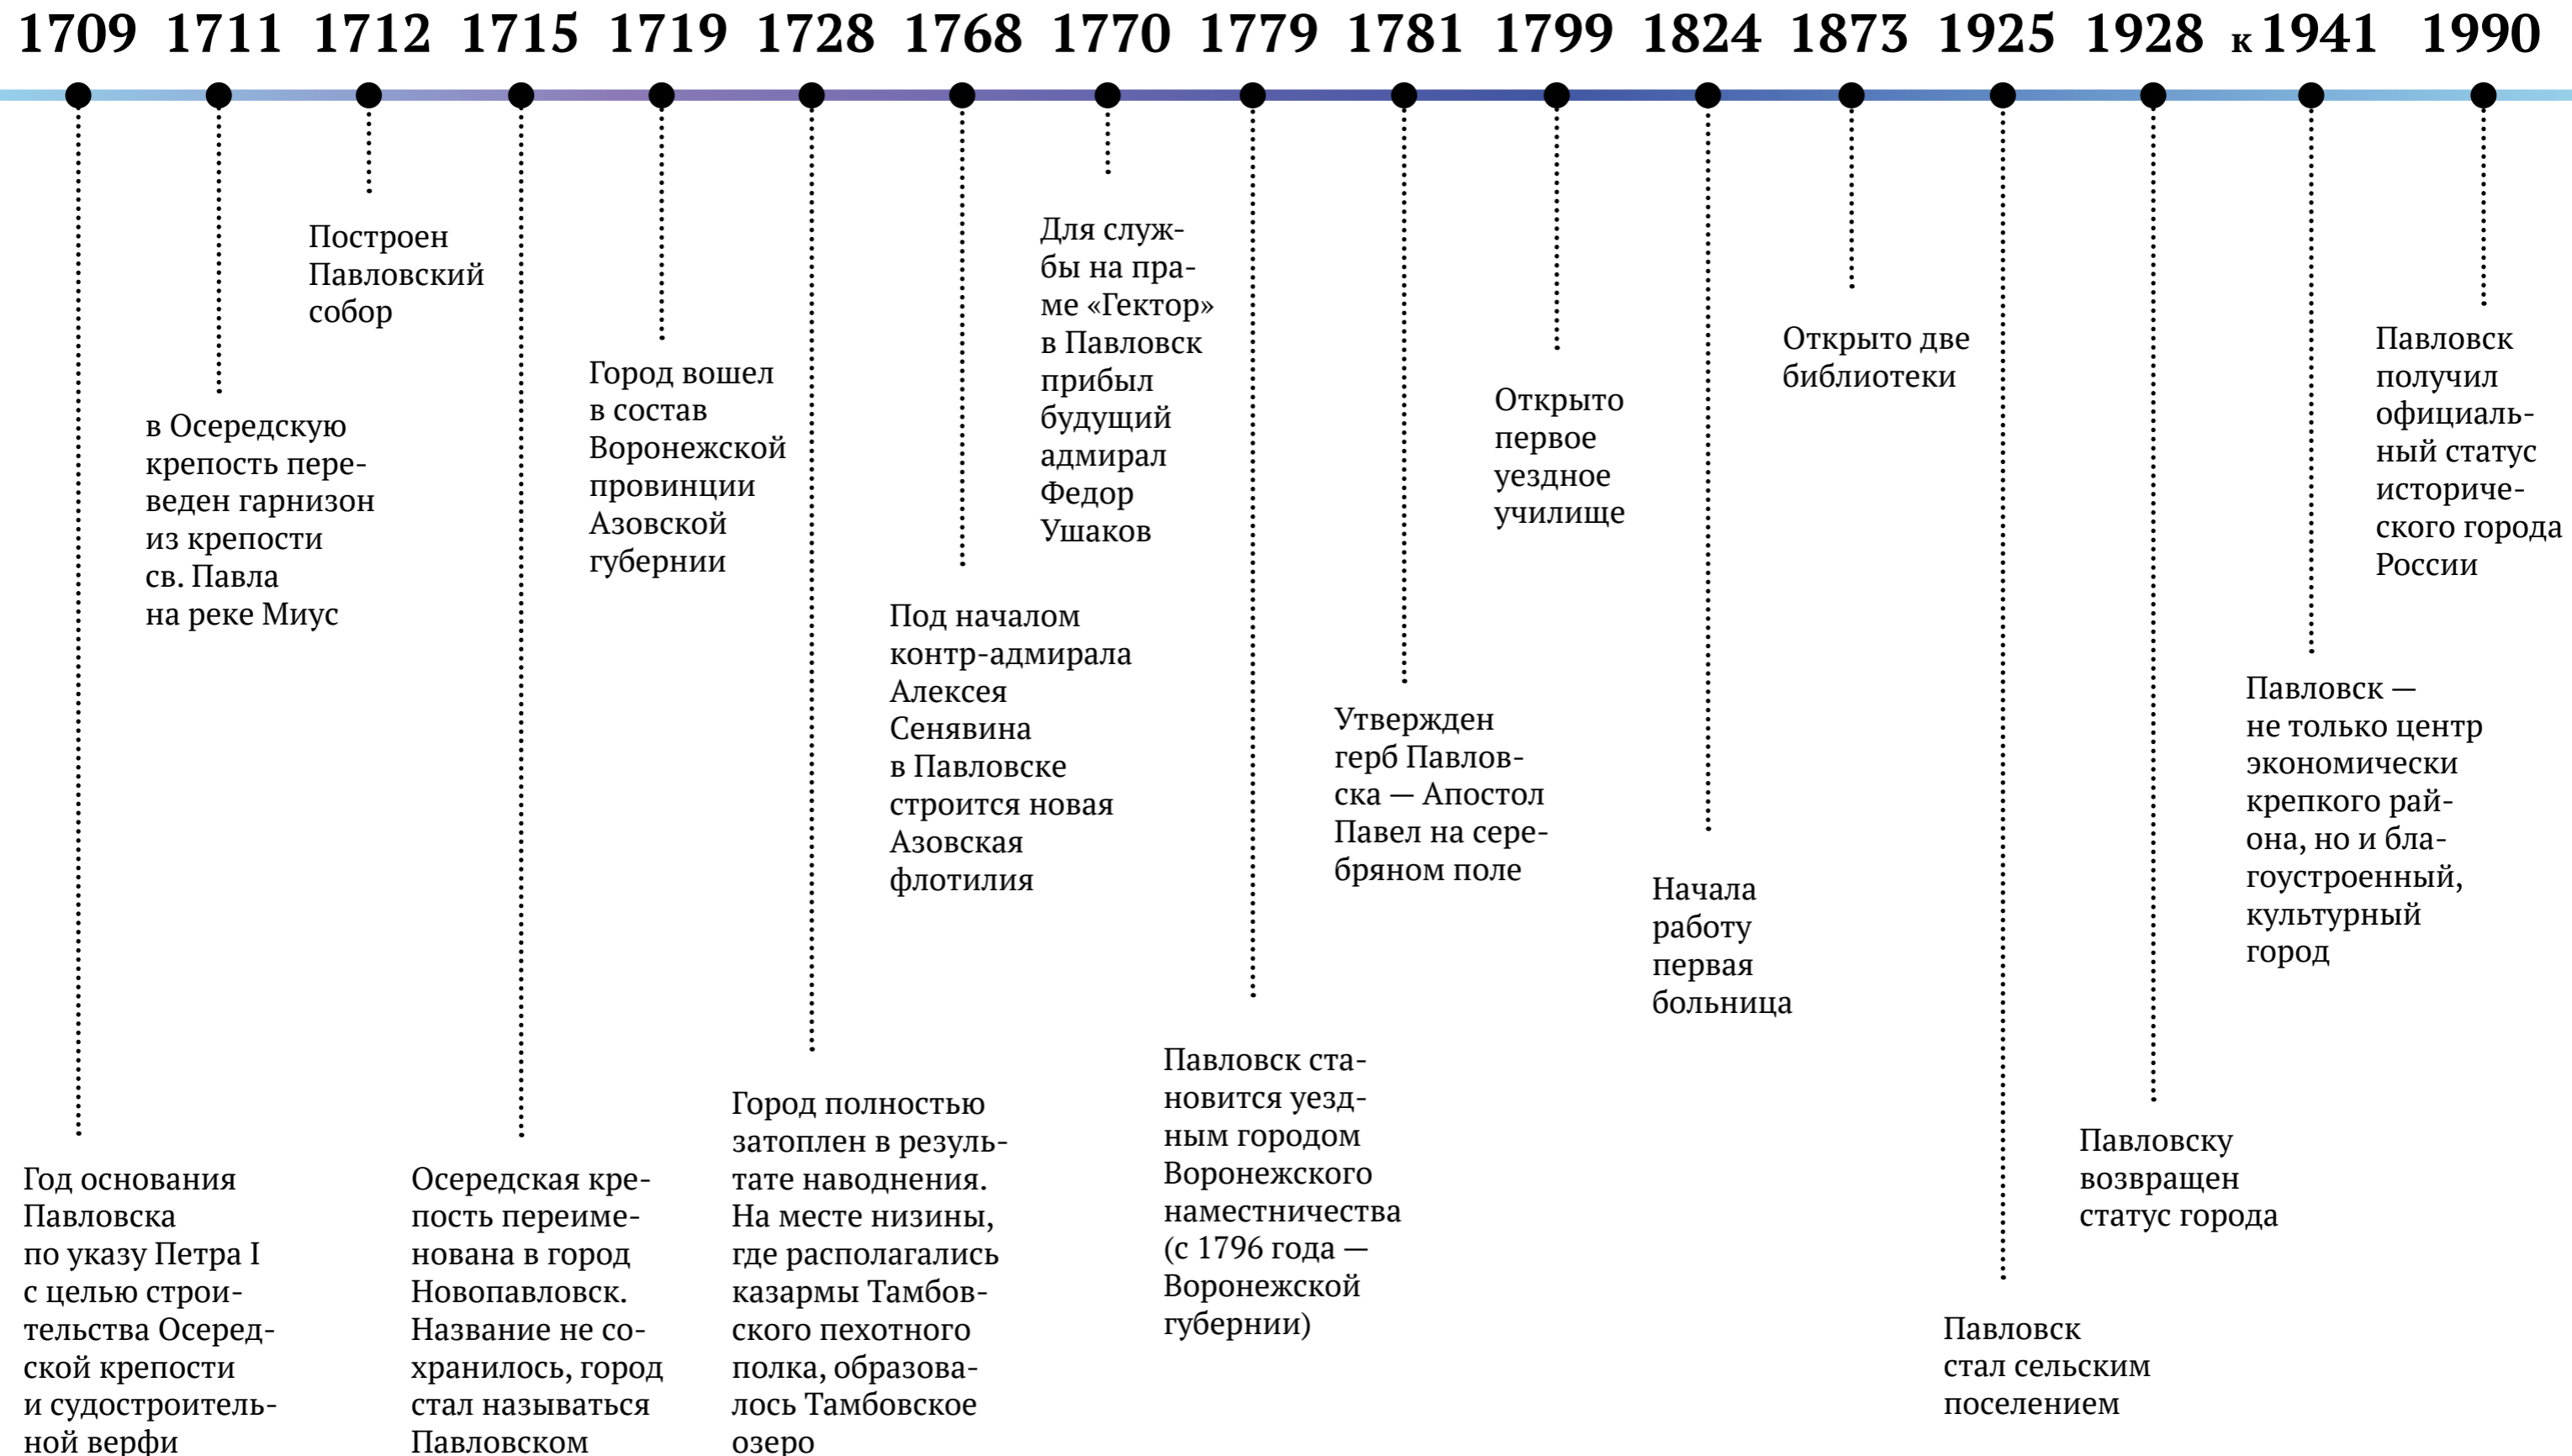 1709 1711 1712 1715 1719 1728 1768 1770 1779 1781 1799 1824 1873 1925 1928 к 1941 1990
Год основания
Павловска
по указу Петра I
с целью строи-
тельства Осеред-
ской крепости
и судостроитель-
ной верфи
в Осередскую
крепость пере-
веден гарнизон
из крепости
св. Павла
на реке Миус
Построен
Павловский
собор
Осередская кре-
пость переиме-
нована в город
Новопавловск.
Название не со-
хранилось, город
стал называться
Павловском
Город вошел
в состав
Воронежской
провинции
Азовской
губернии
Город полностью
затоплен в резуль-
тате наводнения.
На месте низины,
где располагались
казармы Тамбов-
ского пехотного
полка, образова-
лось Тамбовское
озеро
Под началом
контр-адмирала
Алексея
Сенявина
в Павловске
строится новая
Азовская
флотилия
Для служ-
бы на пра-
ме «Гектор»
в Павловск
прибыл
будущий
адмирал
Федор
Ушаков
Павловск ста-
новится уезд-
ным городом
Воронежского
наместничества
(с 1796 года —
Воронежской
губернии)
Утвержден
герб Павлов-
ска — Апостол
Павел на сере-
бряном поле
Открыто
первое
уездное
училище
Начала
работу
первая
больница
Открыто две
библиотеки
Павловск
стал сельским
поселением
Павловску
возвращен
статус города
Павловск —
не только центр
экономически
крепкого рай-
она, но и бла-
гоустроенный,
культурный
город
Павловск
получил
официаль-
ный статус
историче-
ского города
России